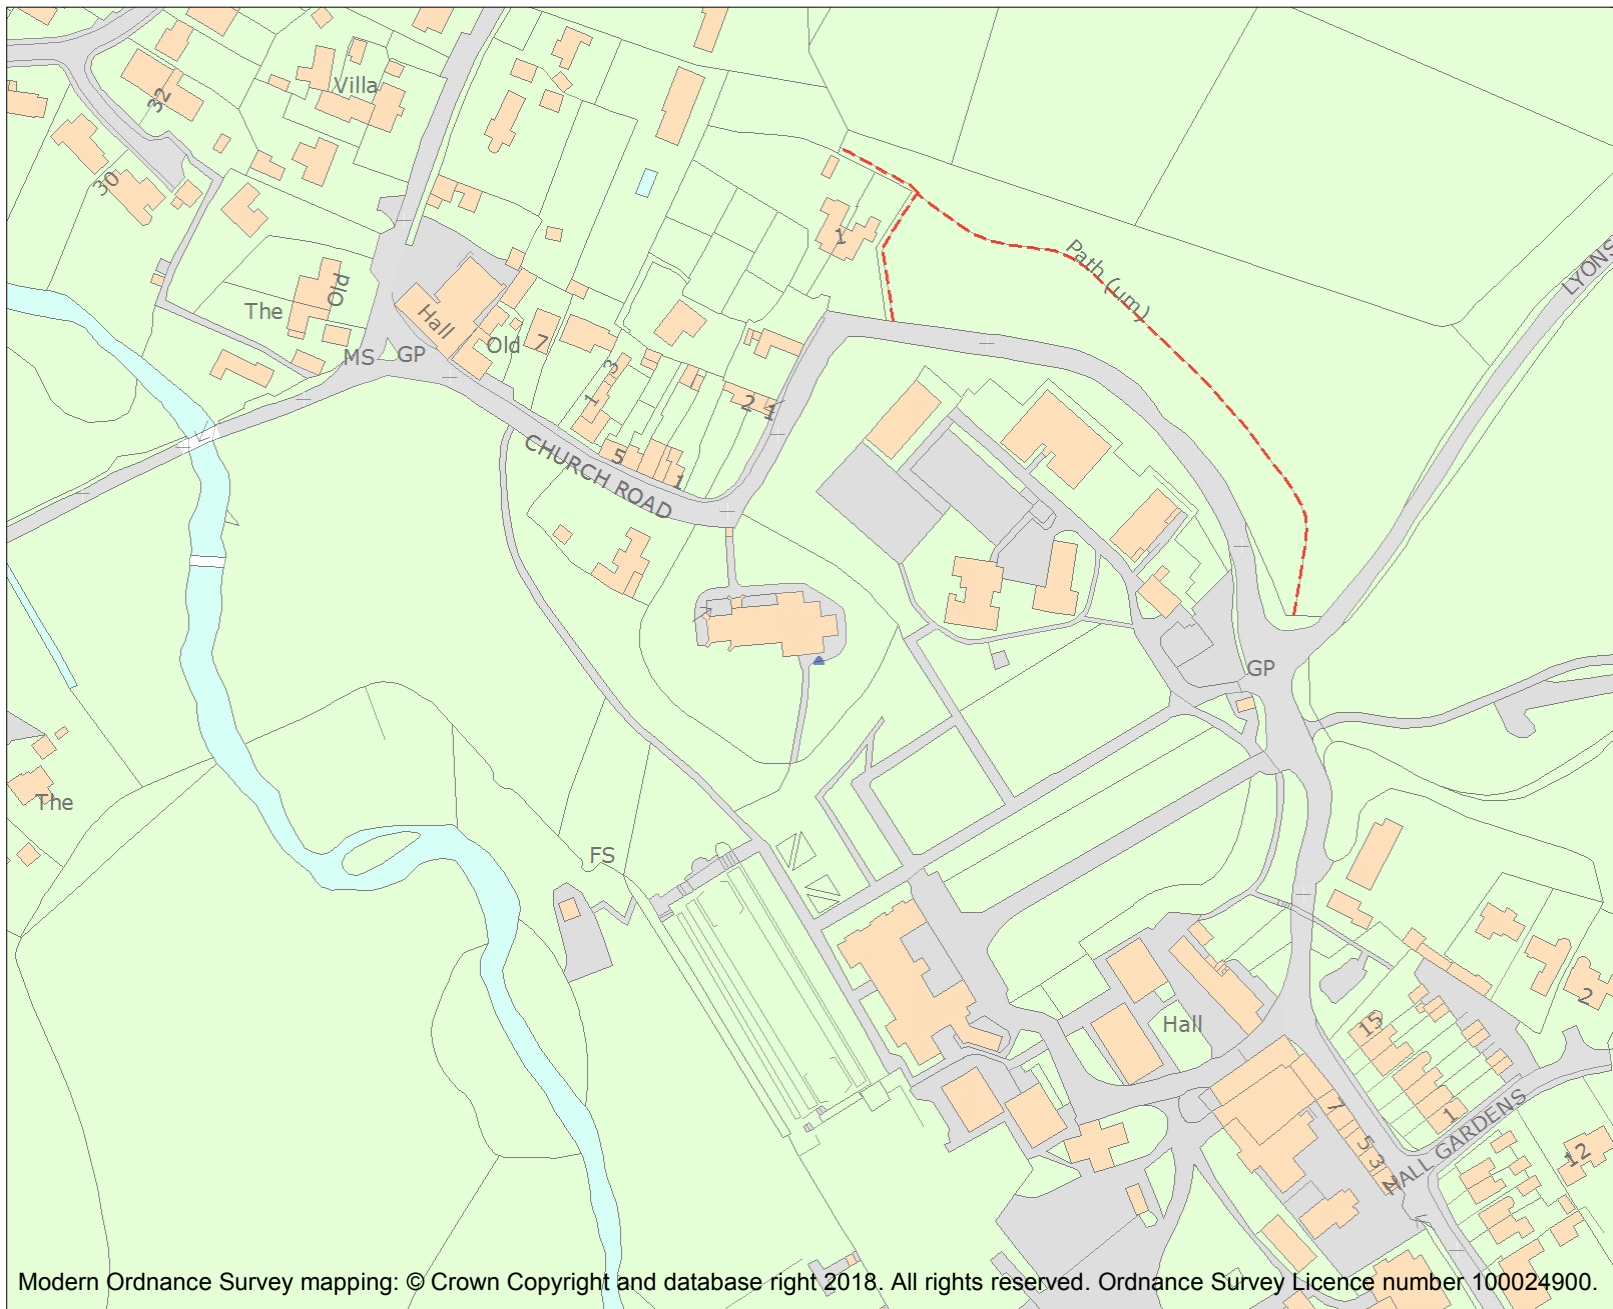 Villa
32
30
Path (um)
1
LYONS
The
Old
Hall
MS
GP
Old
7
3
1
2
1
5
1
CHURCH ROAD
GP
The
FS
2
15
Hall
7
1
5
3
HALL GARDENS
12
Modern Ordnance Survey mapping: © Crown Copyright and database right 2018. All rights reserved. Ordnance Survey Licence number 100024900.